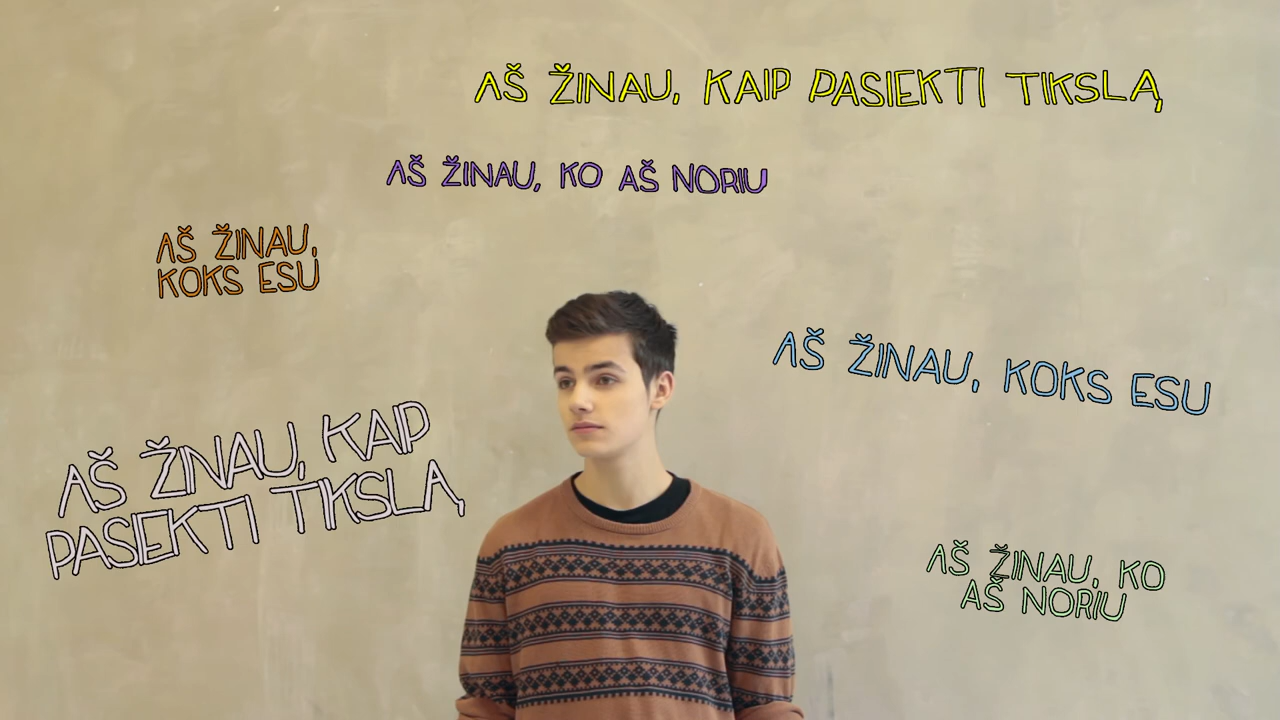 AŠ ŽINAU, KAIP PASIEKTI TIKSLĄ
AŠ ŽINAU, KO AŠ NORIU
AŠ ŽINAU,
KOKS ESU
AŠ ŽINAU, KOKS ESU
AŠ ŽINAU, KAIP
PASIEKTI TIKSLĄ
AŠ ŽINAU, KO
AŠ NORIU